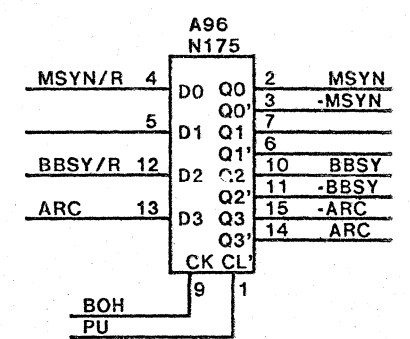 A96
N175
MSYN/R 4 D0 Q0 2 MSYN
Q0' 3 -MSYN
5 D1 Q1 7
Q1' 6
BBSY/R 12 D2 Q2 10 BBSY
Q2' 11 -BBSY
ARC 13 D3 Q3 15 -ARC
Q3' 14 ARC
CK CL'
9 1
BOH
PU